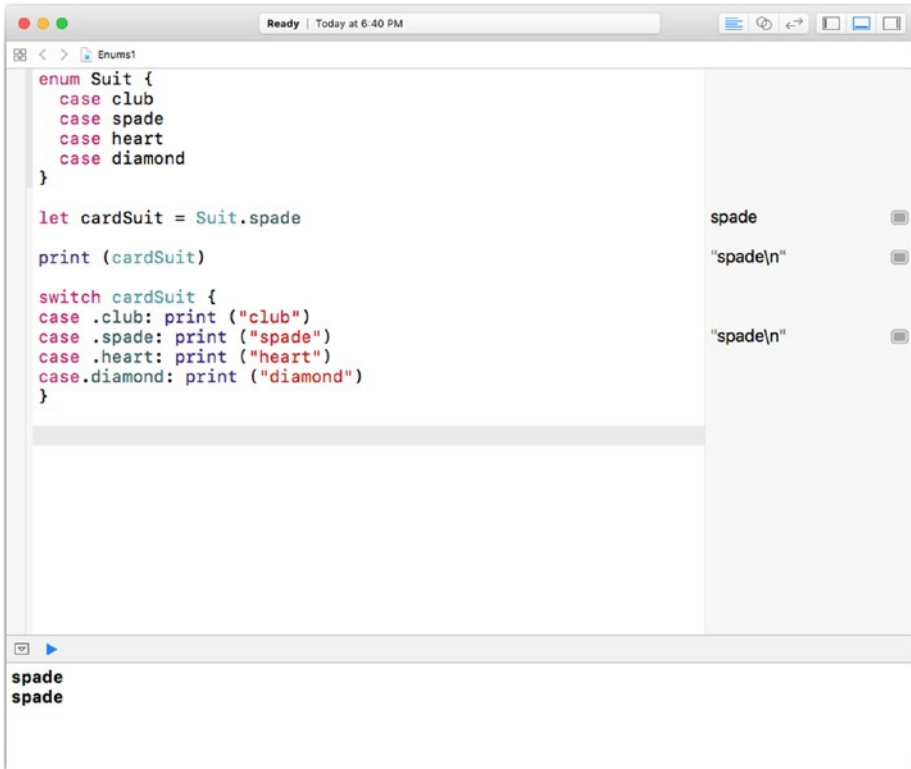 Ready | Today at 6:40 PM
Enums1
enum Suit {
case club
case spade
case heart
case diamond
}
let cardSuit = Suit.spade
spade
print (cardSuit)
"spade\n"
switch cardSuit {
case .club: print ("club")
case .spade: print ("spade")
"spade\n"
case .heart: print ("heart")
case.diamond: print ("diamond")
}
spade
spade